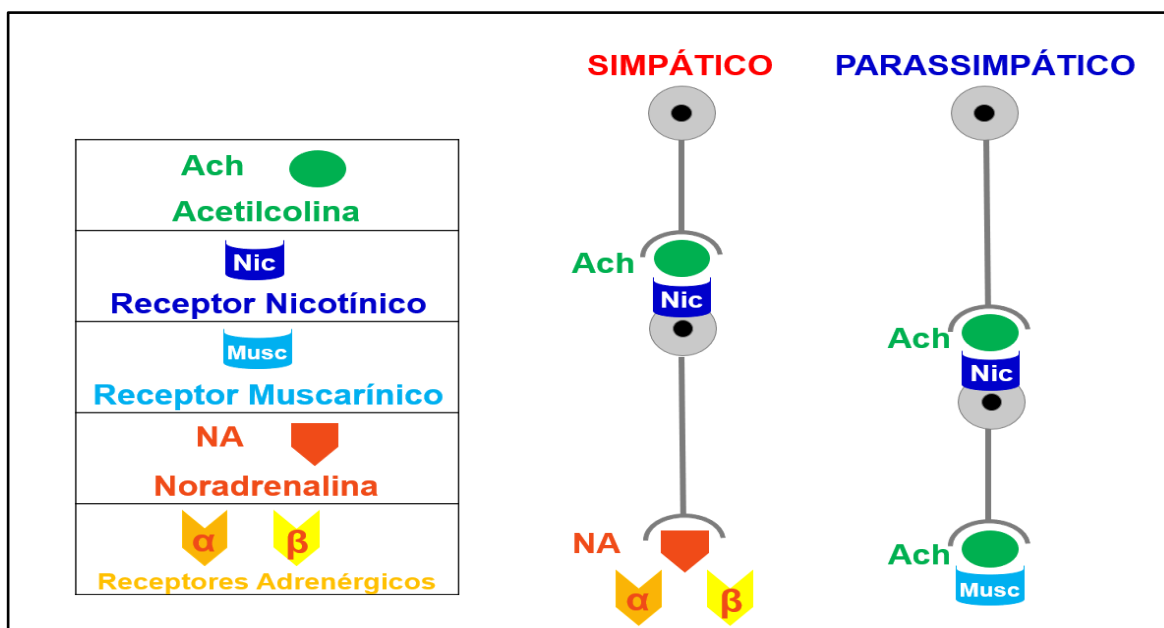 Ach
Acetilcolina
Nic
Receptor Nicotínico
Musc
Receptor Muscarínico
NA
Noradrenalina
α β
Receptores Adrenérgicos
SIMPÁTICO
Ach
Nic
NA
α β
PARASSIMPÁTICO
Ach
Nic
Ach
Musc